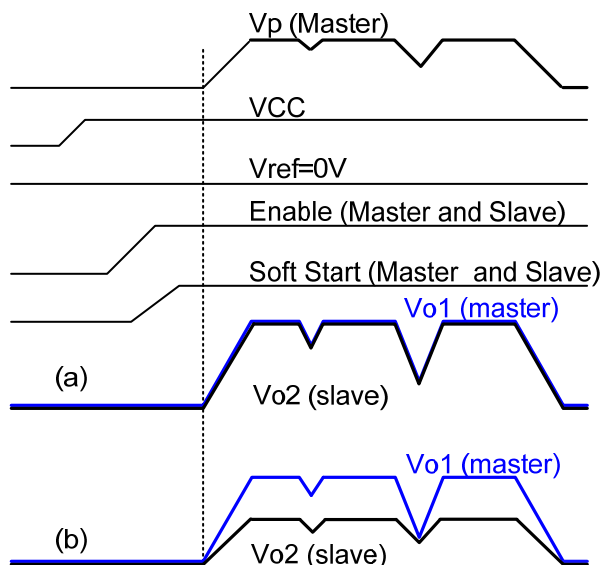 Vp (Master)
VCC
Vref=0V
Enable (Master and Slave)
Soft Start (Master and Slave)
Vo1 (master)
(a)
Vo2 (slave)
Vo1 (master)
(b)
Vo2 (slave)